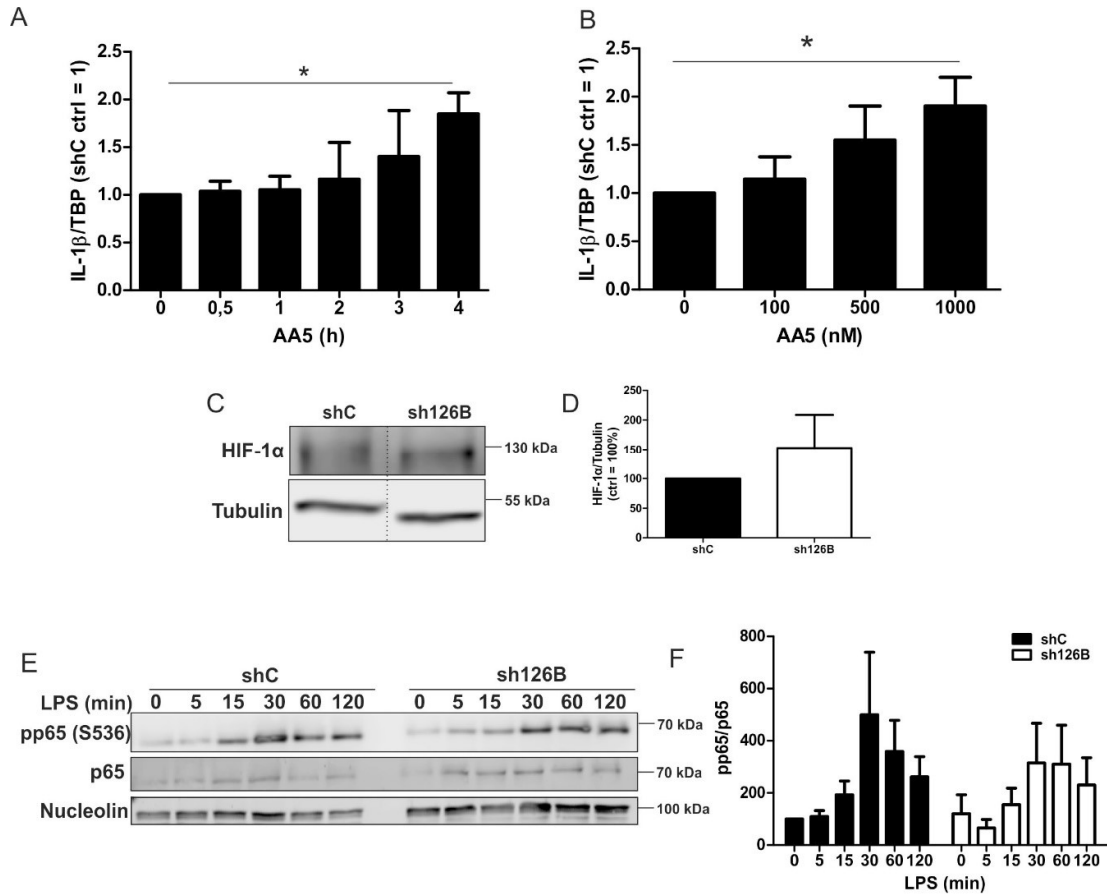 A
IL-1β/TBP (shC ctrl = 1)
2.5
2.0
1.5
1.0
0.5
0.0
*
0 0,5 1 2 3 4
AA5 (h)
B
IL-1β/TBP (shC ctrl = 1)
2.5
2.0
1.5
1.0
0.5
0.0
*
0 100 500 1000
AA5 (nM)
C
shC sh126B
HIF-1α 130 kDa
Tubulin 55 kDa
D
HIF-1α/Tubulin
(ctrl = 100%)
250
200
150
100
50
0
shC sh126B
E
shC sh126B
LPS (min) 0 5 15 30 60 120 0 5 15 30 60 120
pp65 (S536) 70 kDa
p65 70 kDa
Nucleolin 100 kDa
F
pp65/p65
800
600
400
200
0
shC
sh126B
0 5 15 30 60 120 0 5 15 30 60 120
LPS (min)